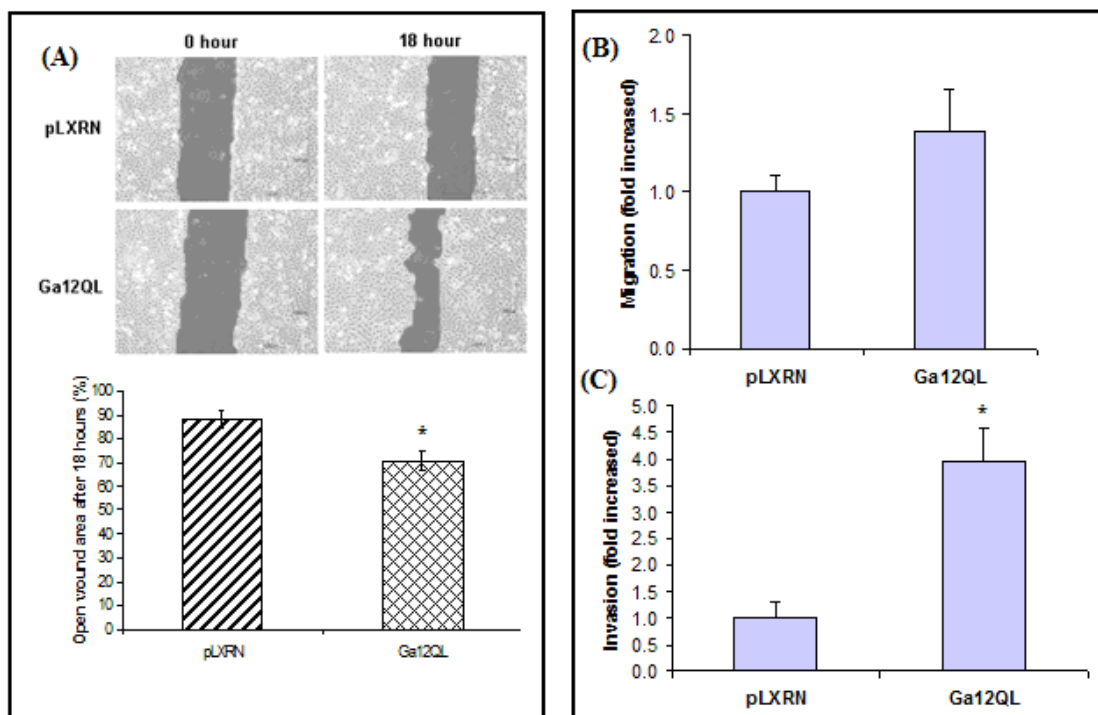 (A)
0 hour
18 hour
pLXRN
Ga12QL
Open wound area after 18 hours (%)
100
90
80
70
60
50
40
30
20
10
0
*
pLXRN
Ga12QL
(B)
Migration (fold increased)
2.0
1.5
1.0
0.5
0.0
pLXRN
Ga12QL
(C)
Invasion (fold increased)
5.0
4.5
4.0
3.5
3.0
2.5
2.0
1.5
1.0
0.5
0.0
*
pLXRN
Ga12QL